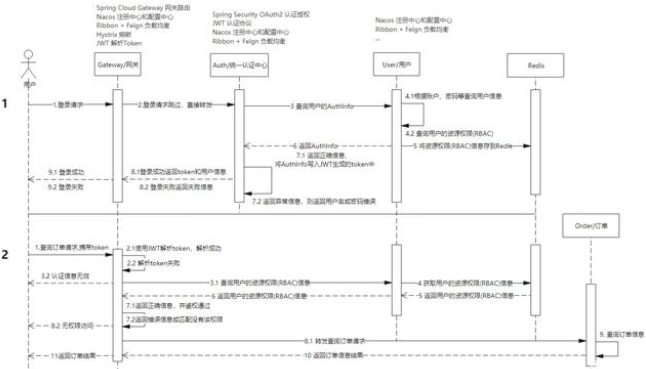 Spring Cloud Gateway 网关路由
Nacos 注册中心和配置中心
Ribbon + Feign 负载均衡
Hystrix 熔断
JWT 解析Token
Spring Security OAuth2 认证授权
JWT 认证协议
Nacos 注册中心和配置中心
Ribbon + Feign 负载均衡
Nacos 注册中心和配置中心
Ribbon + Feign 负载均衡
...
用户
Gateway/网关
Auth/统一认证中心
User/用户
Redis
1
1.登录请求
2.登录请求跳过，直接转发
3 查询用户的AuthInfo
4.1根据账户，密码等查询用户信息
4.2 查询用户的资源权限(RBAC)
5 将资源权限(RBAC)信息存到Redis
6 返回AuthInfo
7.1 返回正确信息，
将AuthInfo写入JWT生成的token中
8.1登录成功返回token和用户信息
9.1 登录成功
8.2 登录失败返回失败信息
9.2 登录失败
7.2 返回异常信息，则返回用户名或密码错误
Order/订单
2
1.查询订单请求,携带token
2.1使用JWT解析token，解析成功
2.2 解析token失败
3.2 认证信息无效
3.1 查询用户的资源权限(RBAC)信息
4 获取用户的资源权限(RBAC)信息
5 返回用户的资源权限(RBAC)信息
6 返回用户的资源权限(RBAC)信息
7.1返回正确信息，并鉴权通过
7.2返回错误信息或匹配没有该权限
8.2 无权限访问
8.1 转发查询订单请求
9. 查询订单信息
10 返回订单信息结果
11返回订单结果